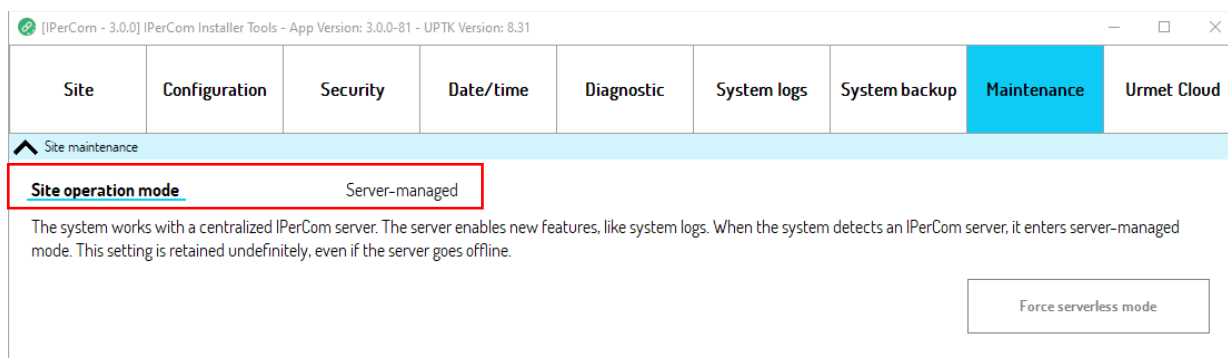 [IPerCom - 3.0.0] IPerCom Installer Tools - App Version: 3.0.0-81 - UPTK Version: 8.31
Site Configuration Security Date/time Diagnostic System logs System backup Maintenance Urmet Cloud
Site maintenance
Site operation mode Server-managed
The system works with a centralized IPerCom server. The server enables new features, like system logs. When the system detects an IPerCom server, it enters server-managed
mode. This setting is retained undefinitely, even if the server goes offline.
Force serverless mode